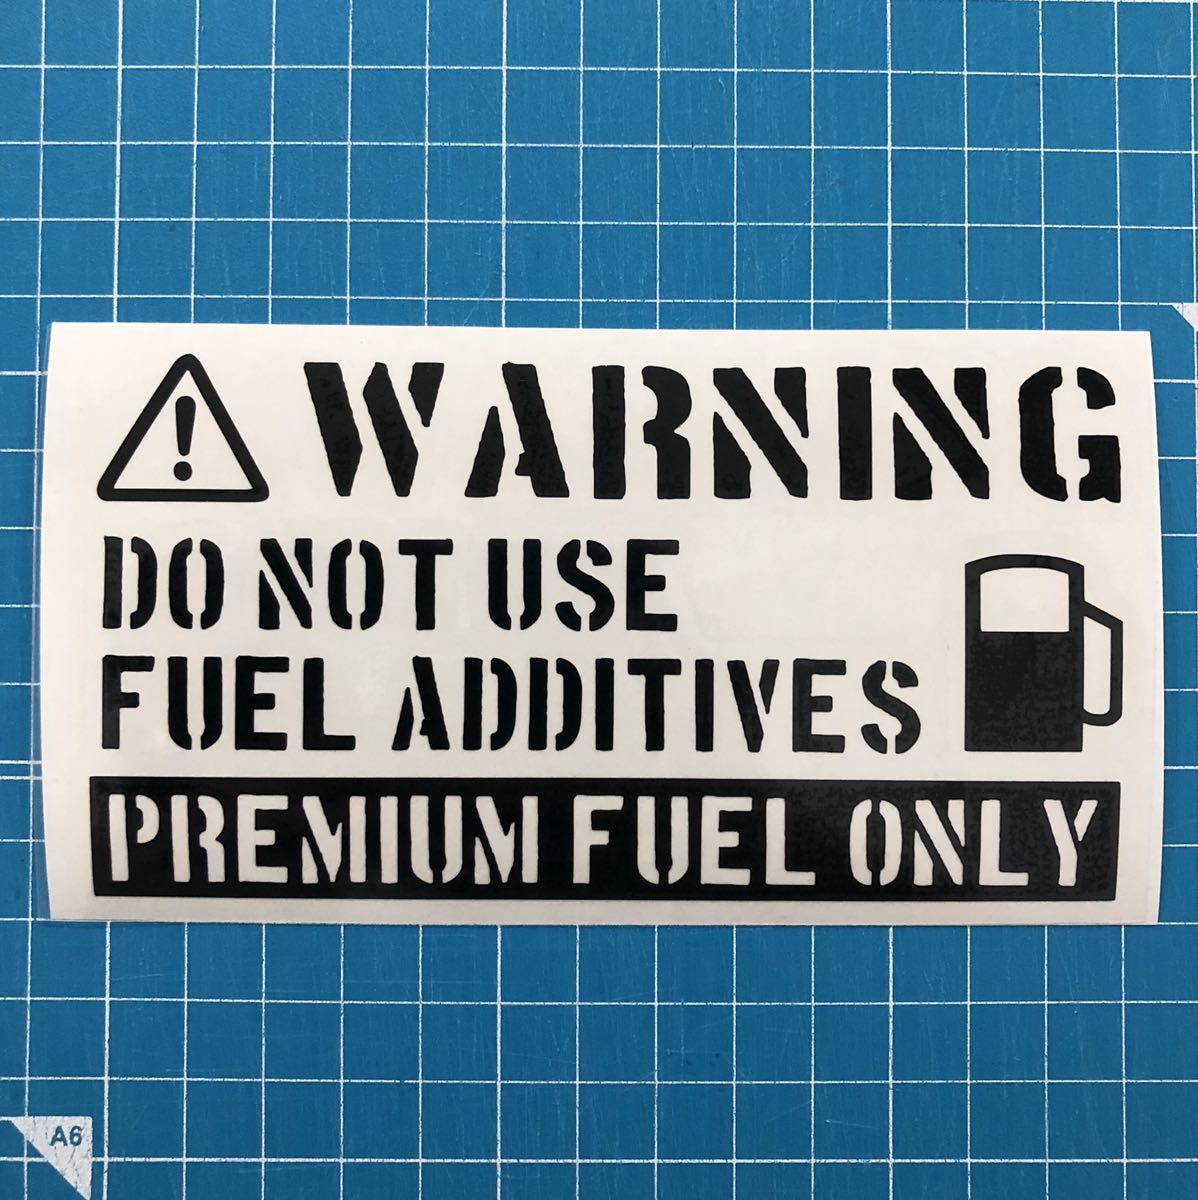 WARNING
DO NOT USE
FUEL ADDITIVES
PREMIUM FUEL ONLY
A6